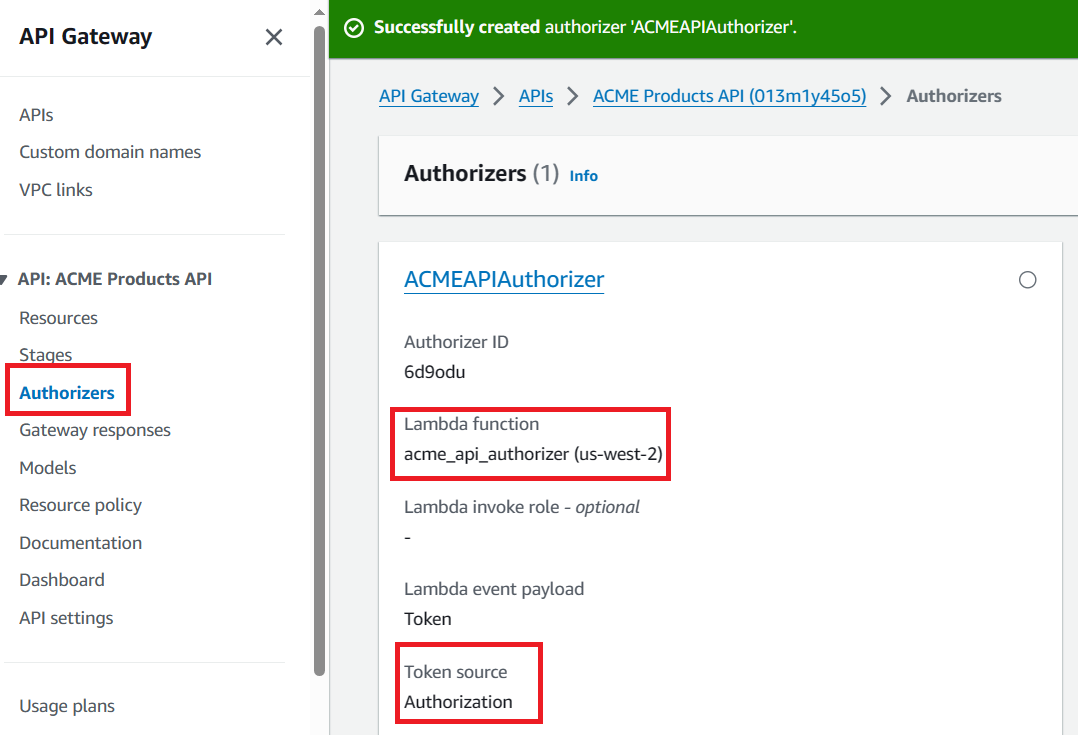 API Gateway
APIs
Custom domain names
VPC links
API: ACME Products API
Resources
Stages
Authorizers
Gateway responses
Models
Resource policy
Documentation
Dashboard
API settings
Usage plans
Successfully created authorizer 'ACMEAPIAuthorizer'.
API Gateway > APIs > ACME Products API (013m1y45o5) > Authorizers
Authorizers (1) Info
ACMEAPIAuthorizer
Authorizer ID
6d9odu
Lambda function
acme_api_authorizer (us-west-2)
Lambda invoke role - optional
-
Lambda event payload
Token
Token source
Authorization